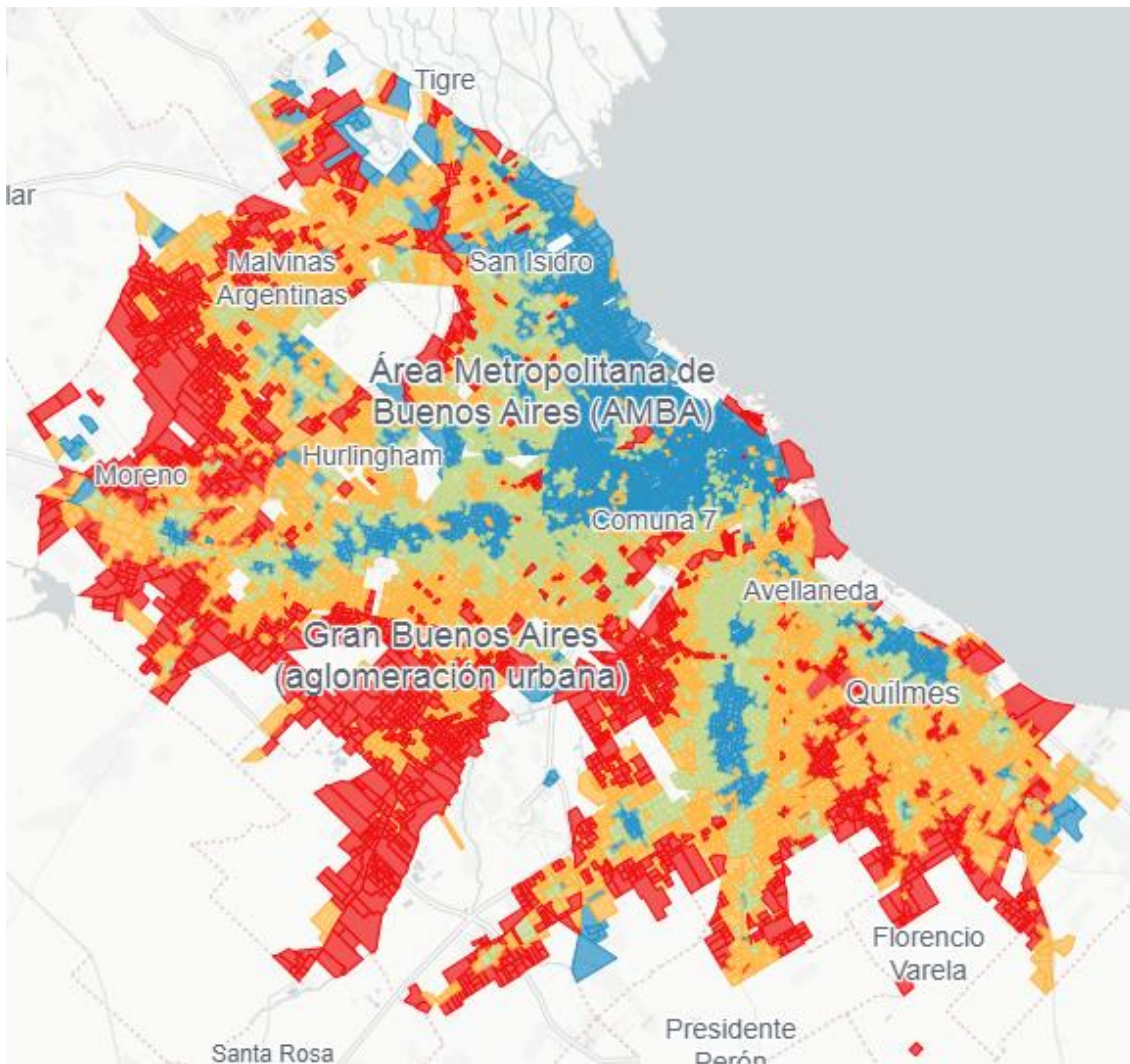 Tigre
lar
Malvinas
Argentinas
San Isidro
Área Metropolitana de
Buenos Aires (AMBA)
Hurlingham
Moreno
Comuna 7
Avellaneda
Gran Buenos Aires
(aglomeración urbana)
Quilmes
Florencio
Varela
Presidente
Perón
Santa Rosa